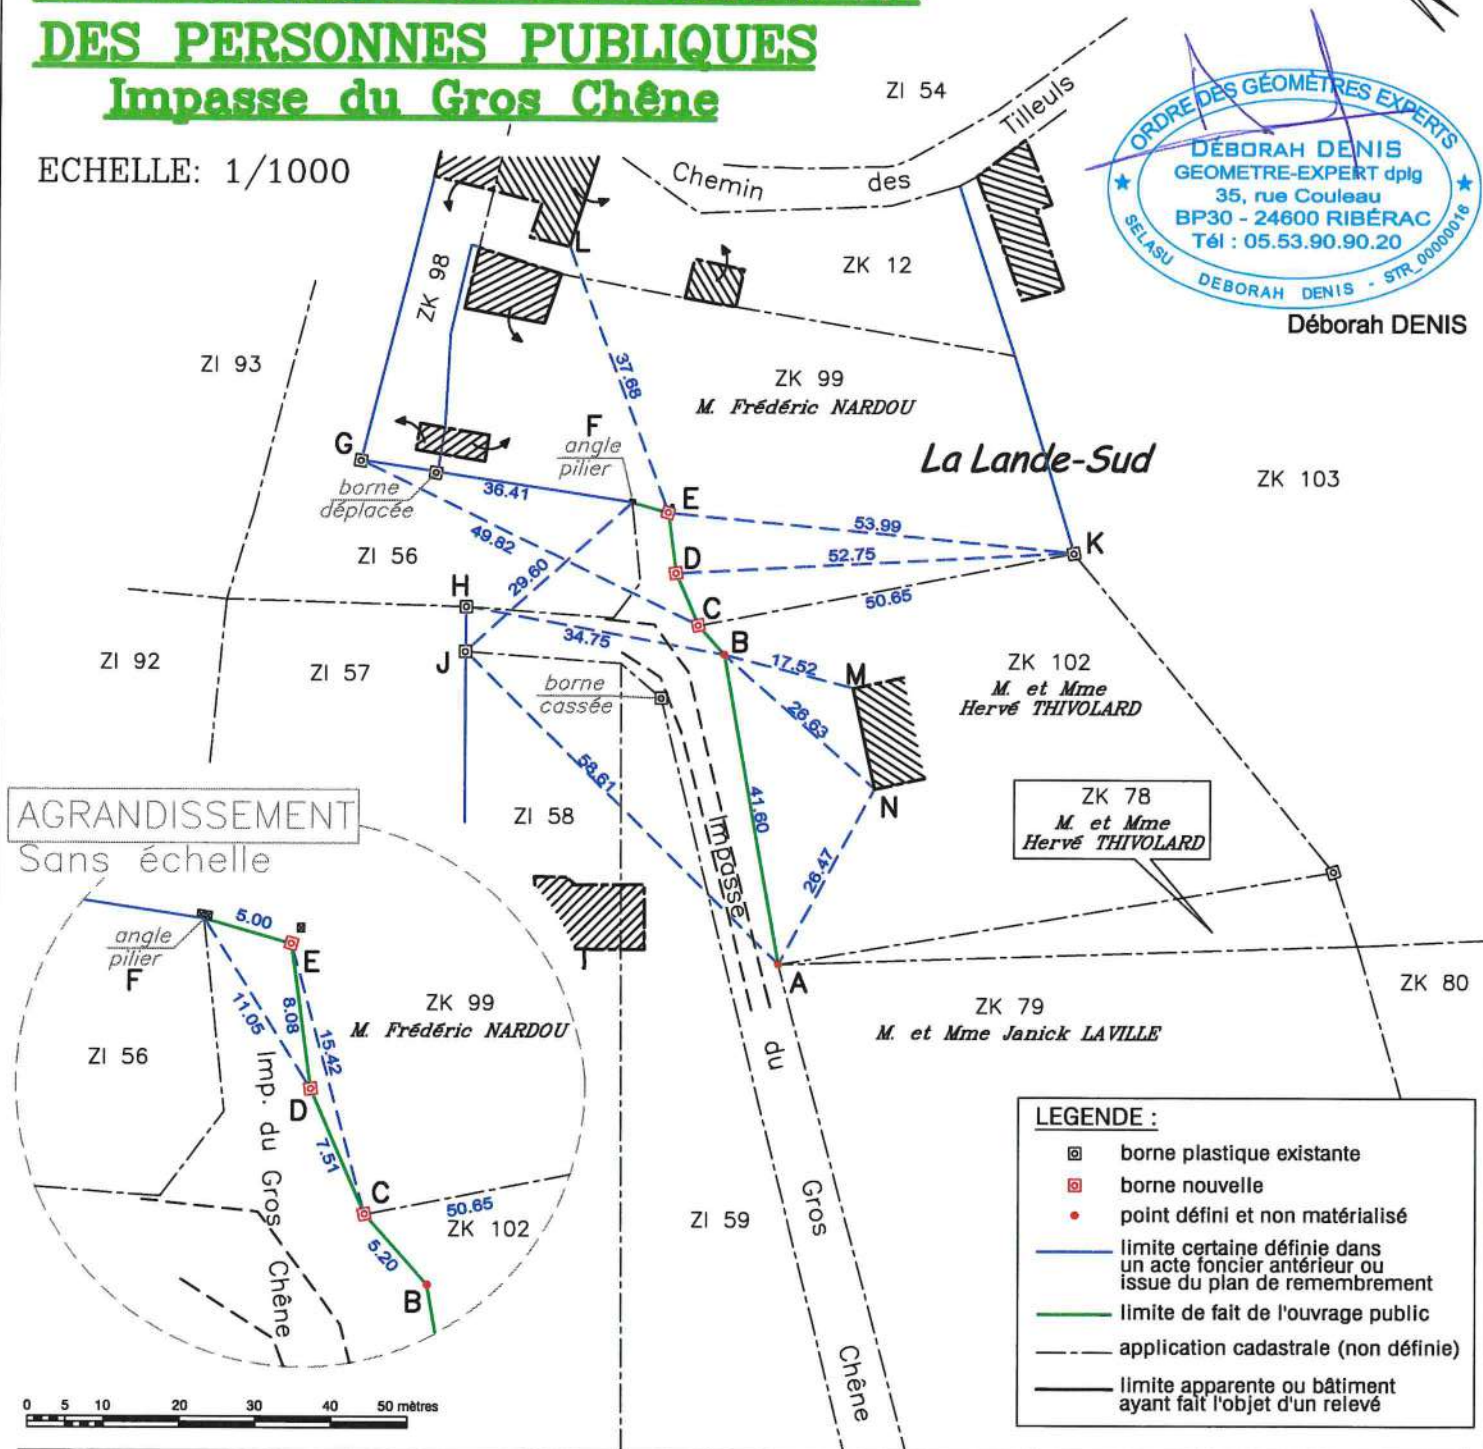 DES PERSONNES PUBLIQUES
Impasse du Gros Chêne
ECHELLE: 1/1000
ZI 54
Chemin des Tilleuls
ORDRE DES GÉOMÈTRES EXPERTS
DÉBORAH DENIS
GEOMETRE-EXPERT dplg
35, rue Couleau
BP30 - 24600 RIBÉRAC
Tél : 05.53.90.90.20
SELASU DEBORAH DENIS - STR_00000016
Déborah DENIS
L
ZK 98
ZK 12
ZI 93
37.68
ZK 99
M. Frédéric NARDOU
G
F
angle
pilier
La Lande-Sud
ZK 103
borne
déplacée
36.41
E
53.99
K
49.82
ZI 56
D
52.75
29.60
H
C
50.65
34.75
B
J
17.52
M
ZI 92
ZI 57
borne
cassée
ZK 102
M. et Mme
Hervé THIVOLARD
26.63
58.61
41.60
N
ZK 78
M. et Mme
Hervé THIVOLARD
ZI 58
26.47
Impasse
du
Gros
Chêne
A
ZK 79
M. et Mme Janick LAVILLE
ZK 80
ZI 59
AGRANDISSEMENT
Sans échelle
5.00
angle
pilier
F
E
8.08
11.05
15.42
ZK 99
M. Frédéric NARDOU
ZI 56
D
7.51
Imp. du Gros Chêne
C
50.65
ZK 102
5.20
B
LEGENDE :
borne plastique existante
borne nouvelle
point défini et non matérialisé
limite certaine définie dans
un acte foncier antérieur ou
issue du plan de remembrement
limite de fait de l'ouvrage public
application cadastrale (non définie)
limite apparente ou bâtiment
ayant fait l'objet d'un relevé
0 5 10 20 30 40 50 mètres